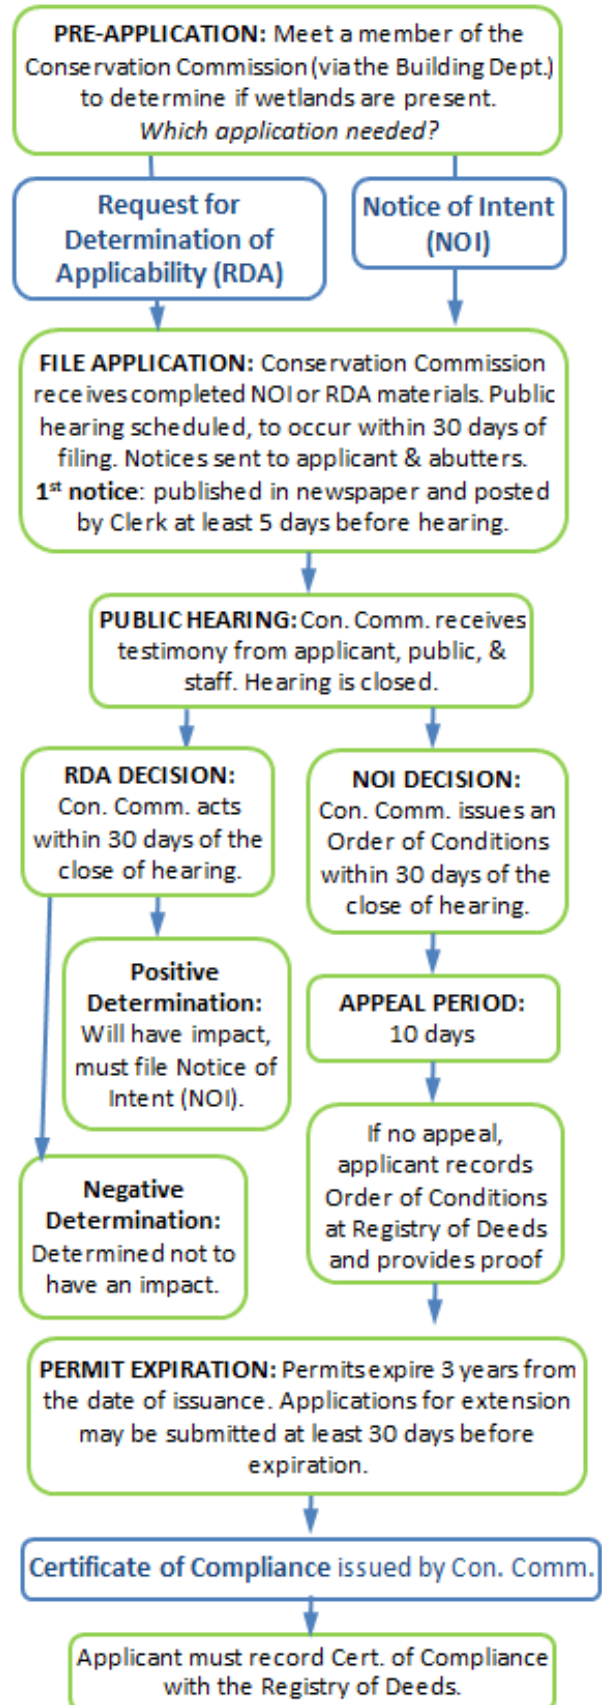 PRE-APPLICATION: Meet a member of the
Conservation Commission (via the Building Dept.)
to determine if wetlands are present.
Which application needed?
Request for
Determination of
Applicability (RDA)
Notice of Intent
(NOI)
FILE APPLICATION: Conservation Commission
receives completed NOI or RDA materials. Public
hearing scheduled, to occur within 30 days of
filing. Notices sent to applicant & abutters.
1st notice: published in newspaper and posted
by Clerk at least 5 days before hearing.
PUBLIC HEARING: Con. Comm. receives
testimony from applicant, public, &
staff. Hearing is closed.
RDA DECISION:
Con. Comm. acts
within 30 days of the
close of hearing.
NOI DECISION:
Con. Comm. issues an
Order of Conditions
within 30 days of the
close of hearing.
Positive
Determination:
Will have impact,
must file Notice of
Intent (NOI).
APPEAL PERIOD:
10 days
If no appeal,
applicant records
Order of Conditions
at Registry of Deeds
and provides proof
Negative
Determination:
Determined not to
have an impact.
PERMIT EXPIRATION: Permits expire 3 years from
the date of issuance. Applications for extension
may be submitted at least 30 days before
expiration.
Certificate of Compliance issued by Con. Comm.
Applicant must record Cert. of Compliance
with the Registry of Deeds.